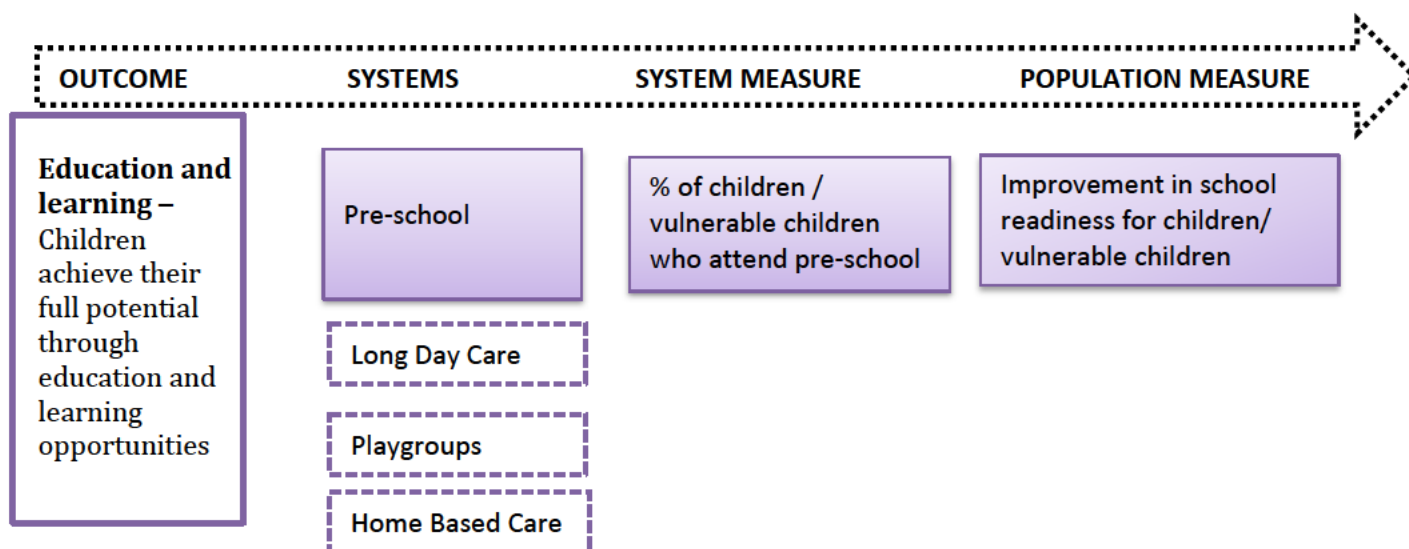 OUTCOME SYSTEMS SYSTEM MEASURE POPULATION MEASURE
Education and
learning –
Children
achieve their
full potential
through
education and
learning
opportunities
Pre-school
Long Day Care
Playgroups
Home Based Care
% of children /
vulnerable children
who attend pre-school
Improvement in school
readiness for children/
vulnerable children